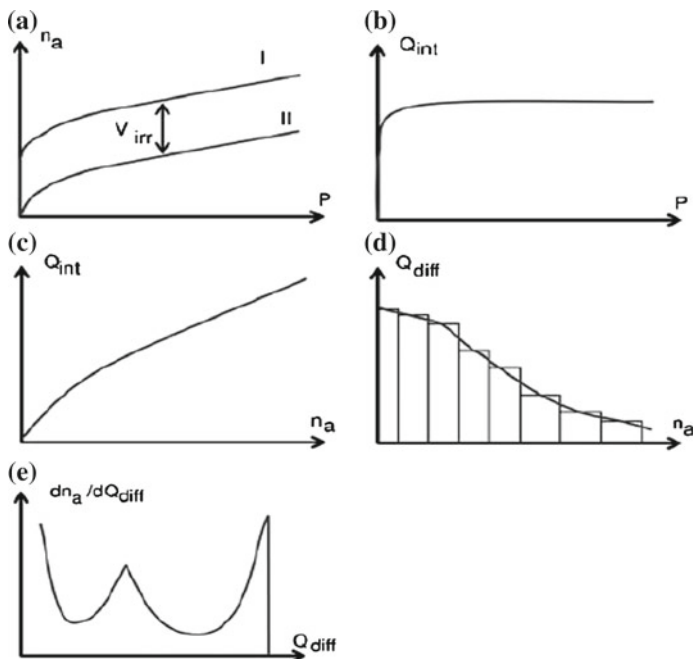 (a)
n_a
I
V_irr
II
P
(b)
Q_int
P
(c)
Q_int
n_a
(d)
Q_diff
n_a
(e)
dn_a/dQ_diff
Q_diff